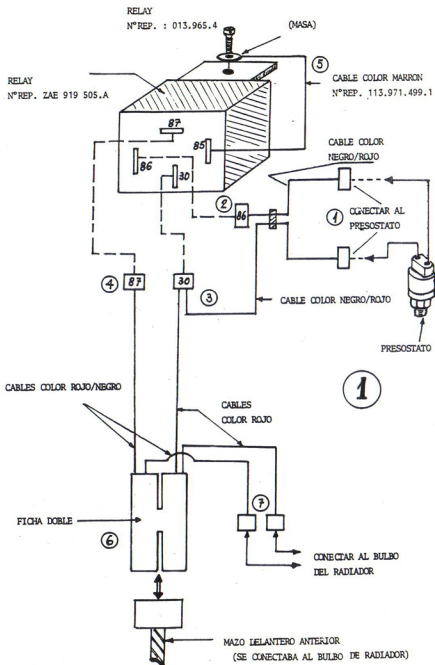 RELAY
N°REP. : 013.965.4
(MASA)
RELAY
N°REP. ZAE 919 505.A
5
CABLE COLOR MARRON
N°REP. 113.971.499.1
87
85
86
30
CABLE COLOR
NEGRO/ROJO
2
86
1
CONECTAR AL
PRESOSTATO
4
87
30
3
CABLE COLOR NEGRO/ROJO
PRESOSTATO
1
CABLES COLOR ROJO/NEGRO
CABLES
COLOR ROJO
FICHA DOBLE
6
7
CONECTAR AL BULBO
DEL RADIADOR
MAZO DELANTERO ANTERIOR
(SE CONECTABA AL BULBO DE RADIADOR)